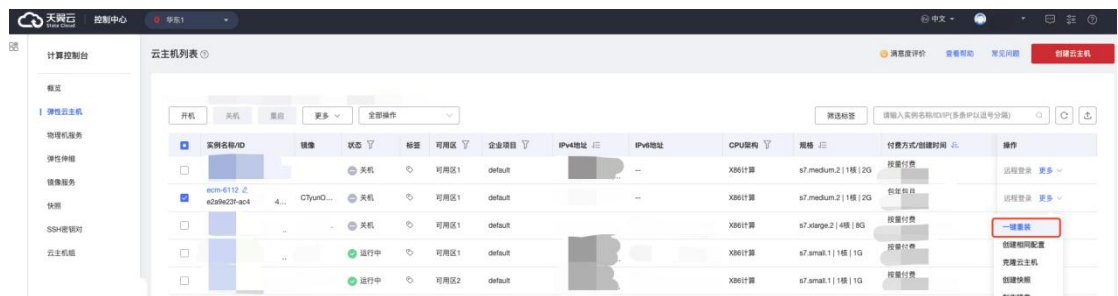 天翼云 State Cloud 控制中心 华东1 中文
计算控制台 云主机列表 满意度评价 查看帮助 常见问题 创建云主机
概览
弹性云主机 开机 关机 重启 更多 全部操作 筛选标签 请输入实例名称/ID/IP(多条IP以逗号分隔)
物理机服务
弹性伸缩
镜像服务
快照
SSH密钥对
云主机组
实例名称/ID 镜像 状态 标签 可用区 企业项目 IPv4地址 IPv6地址 CPU架构 规格 付费方式/创建时间 操作
关机 可用区1 default -- X86计算 s7.medium.2 | 1核 | 2G 按量付费 远程登录 更多
ecm-6112
e2a9e23f-ac4 4... CTyunO... 关机 可用区1 default -- X86计算 s7.medium.2 | 1核 | 2G 包年包月 远程登录 更多
关机 可用区1 default X86计算 s7.xlarge.2 | 4核 | 8G 按量付费
运行中 可用区1 default X86计算 s7.small.1 | 1核 | 1G 按量付费
运行中 可用区2 default X86计算 s7.small.1 | 1核 | 1G 按量付费
一键重装
创建相同配置
克隆云主机
创建快照